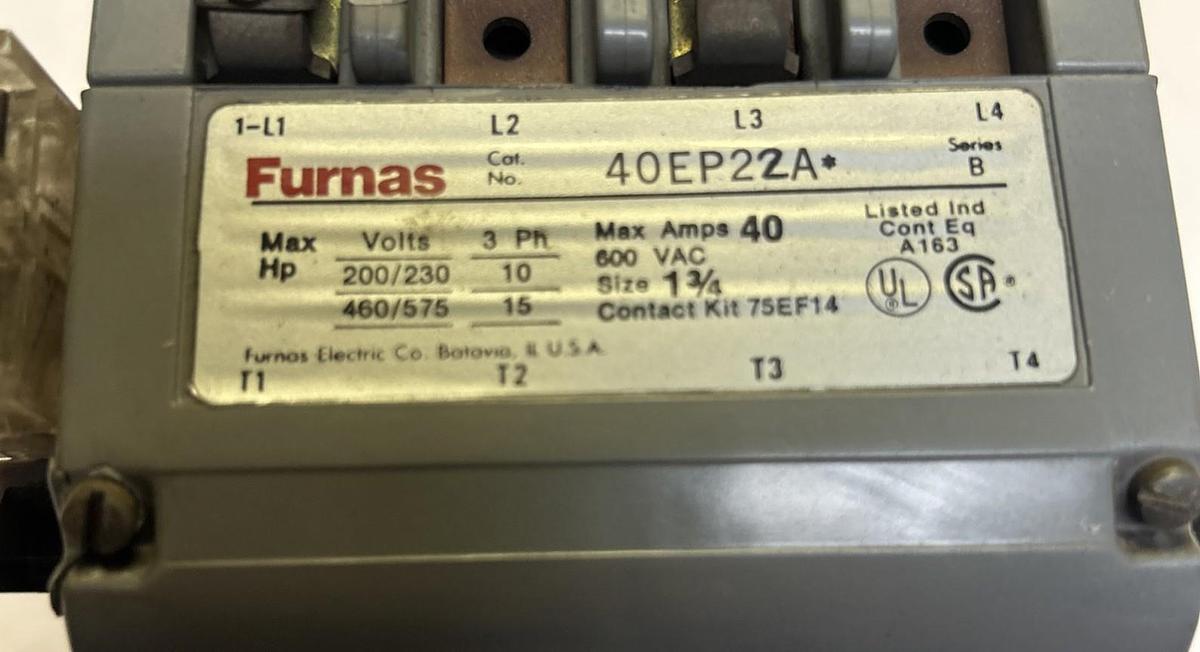 1-L1 L2 L3 L4
Furnas Cat. No. 40EP22A* Series B
Max Hp Volts 3 Ph
200/230 10
460/575 15
Max Amps 40
600 VAC
Size 1 3/4
Contact Kit 75EF14
Listed Ind
Cont Eq
A163
UL ® SA ®
Furnas Electric Co. Batavia, IL U.S.A.
T1 T2 T3 T4